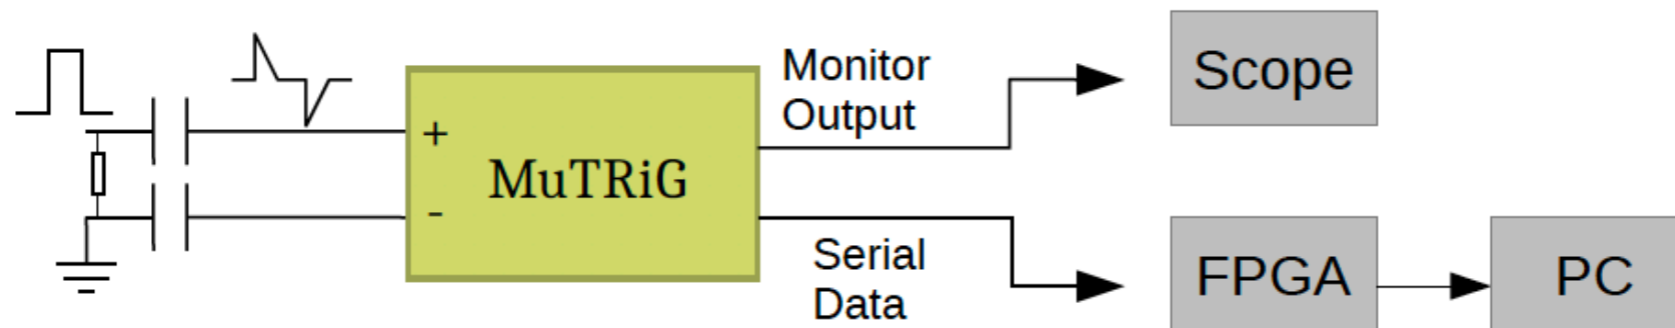 Monitor
Output
Scope
+
MuTRiG
-
Serial
Data
FPGA
PC